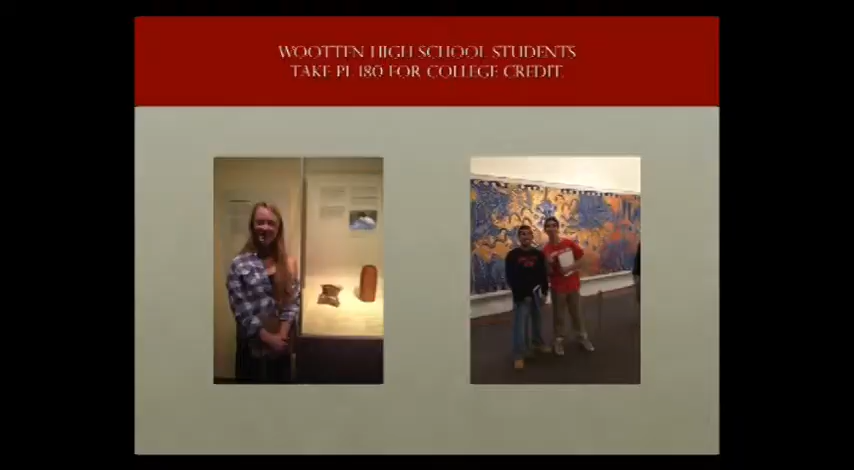 WOOTTEN HIGH SCHOOL STUDENTS
TAKE PL 180 FOR COLLEGE CREDIT.